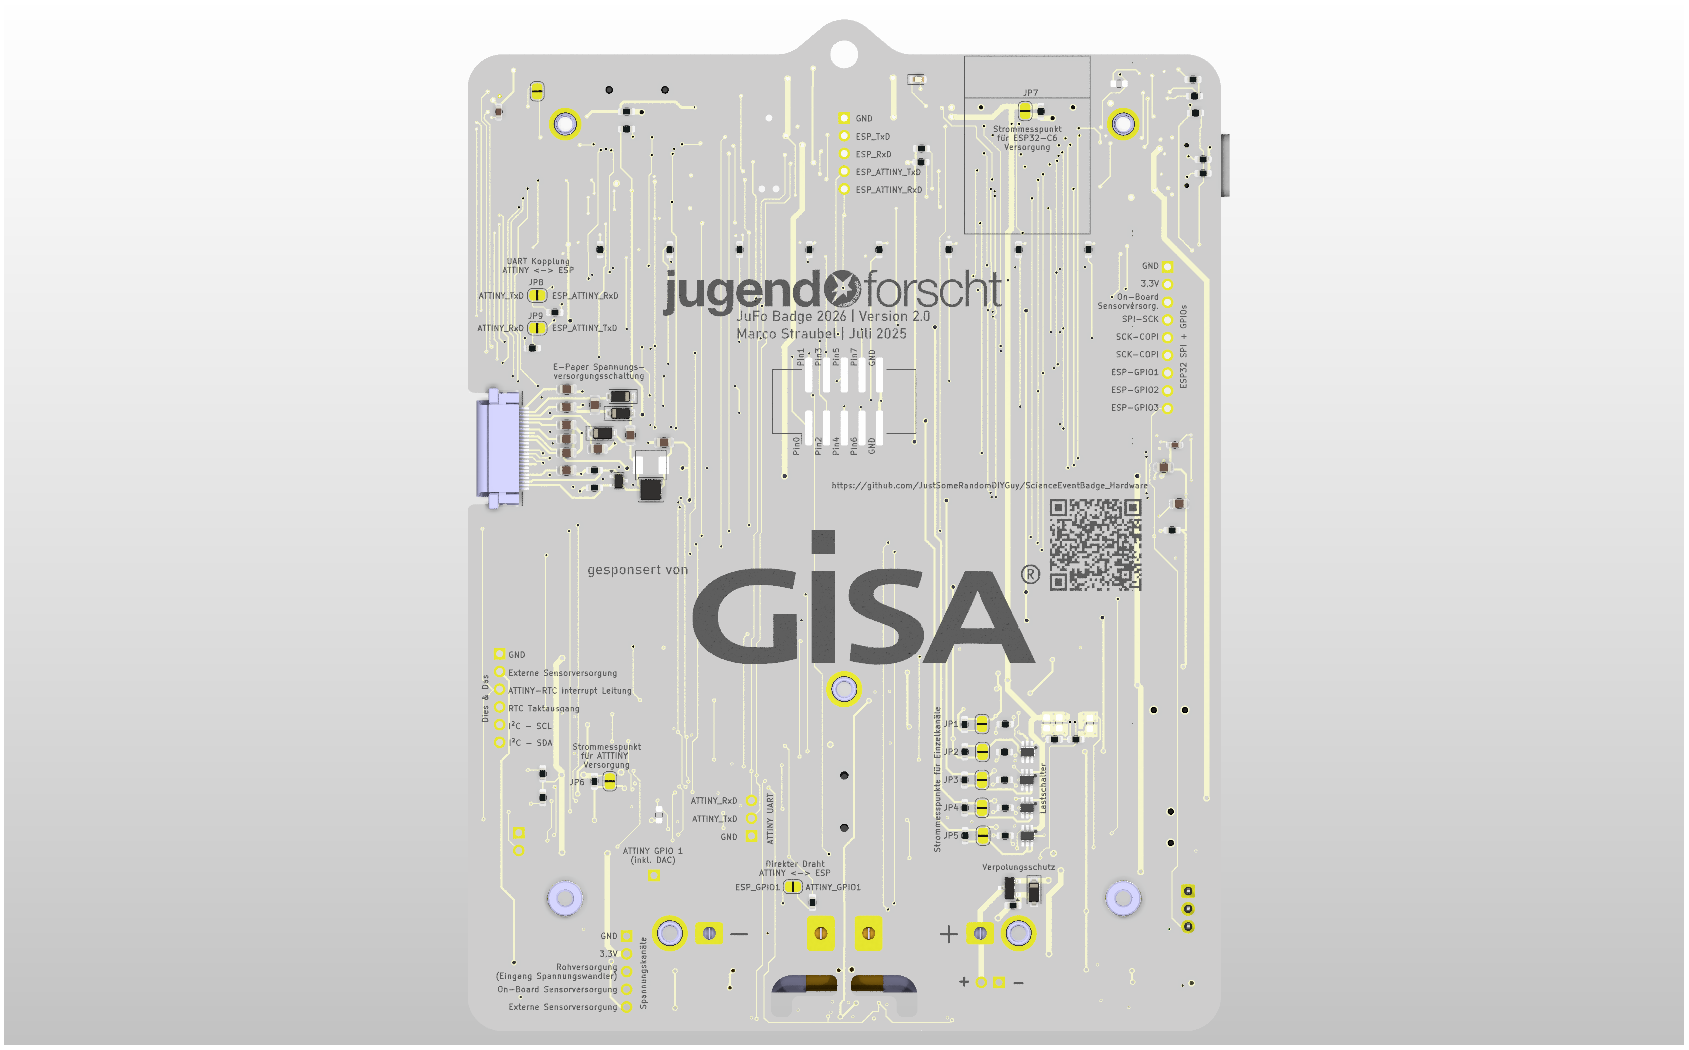 JP7
Strommesspunkt
für ESP32-C6
Versorgung
GND
ESP_TxD
ESP_RxD
ESP_ATTINY_TxD
ESP_ATTINY_RxD
UART Kopplung
ATTINY <-> ESP
JP8
ATTINY_TxD ESP_ATTINY_RxD
JP9
ATTINY_RxD ESP_ATTINY_TxD
jugend forscht
JuFo Badge 2026 | Version 2.0
Marco Straubel | Juli 2025
GND
3.3V
On-Board
Sensorversorg.
SPI-SCK
SCK-COPI
SCK-COPI
ESP-GPIO1
ESP-GPIO2
ESP-GPIO3
ESP32 SPI + GPIOs
E-Paper Spannungs-
versorgungsschaltung
Pin1
Pin3
Pin5
Pin7
GND
Pin0
Pin2
Pin4
Pin6
GND
https://github.com/JustSomeRandomDIYGuy/ScienceEventBadge_Hardware
gesponsert von
GiSA ®
Dies & Das
GND
Externe Sensorversorgung
ATTINY-RTC Interrupt Leitung
RTC Taktausgang
I²C - SCL
I²C - SDA
Strommesspunkt
für ATTTINY
Versorgung
JP6
Strommesspunkte für Einzelkanäle
JP1
JP2
JP3
JP4
JP5
Lastschalter
ATTINY_RxD
ATTINY_TxD
GND
ATTINY UART
ATTINY GPIO 1
(inkl. DAC)
Direkter Draht
ATTINY <-> ESP
ESP_GPIO1 ATTINY_GPIO1
Verpolungsschutz
− +
GND
3.3V
Rohversorgung
(Eingang Spannungswandler)
On-Board Sensorversorgung
Externe Sensorversorgung
Spannungskanäle
+ −